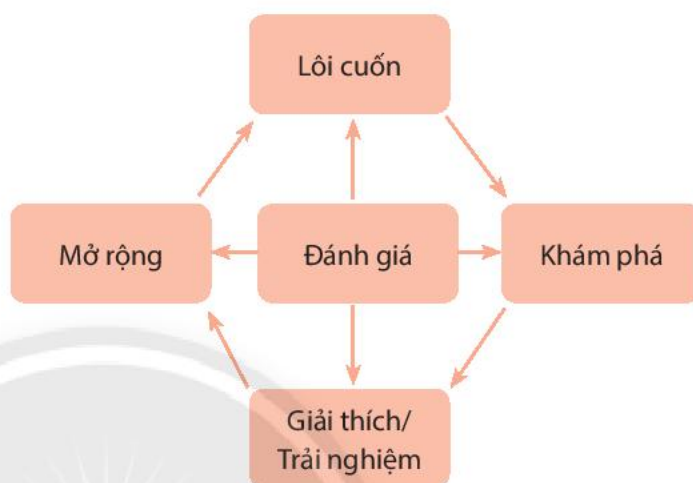 Lôi cuốn
Mở rộng
Đánh giá
Khám phá
Giải thích/
Trải nghiệm